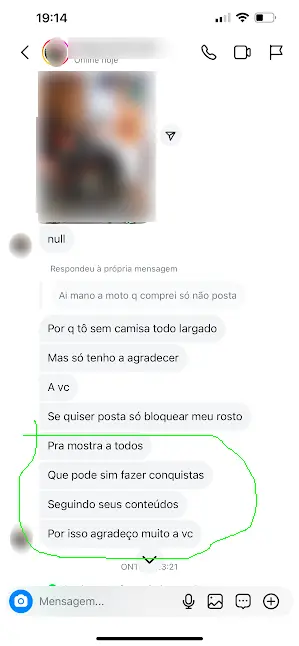 19:14
Online hoje
null
Respondeu à própria mensagem
Ai mano a moto q comprei só não posta
Por q tô sem camisa todo largado
Mas só tenho a agradecer
A vc
Se quiser posta só bloquear meu rosto
Pra mostra a todos
Que pode sim fazer conquistas
Seguindo seus conteúdos
Por isso agradeço muito a vc
3:21
Mensagem...